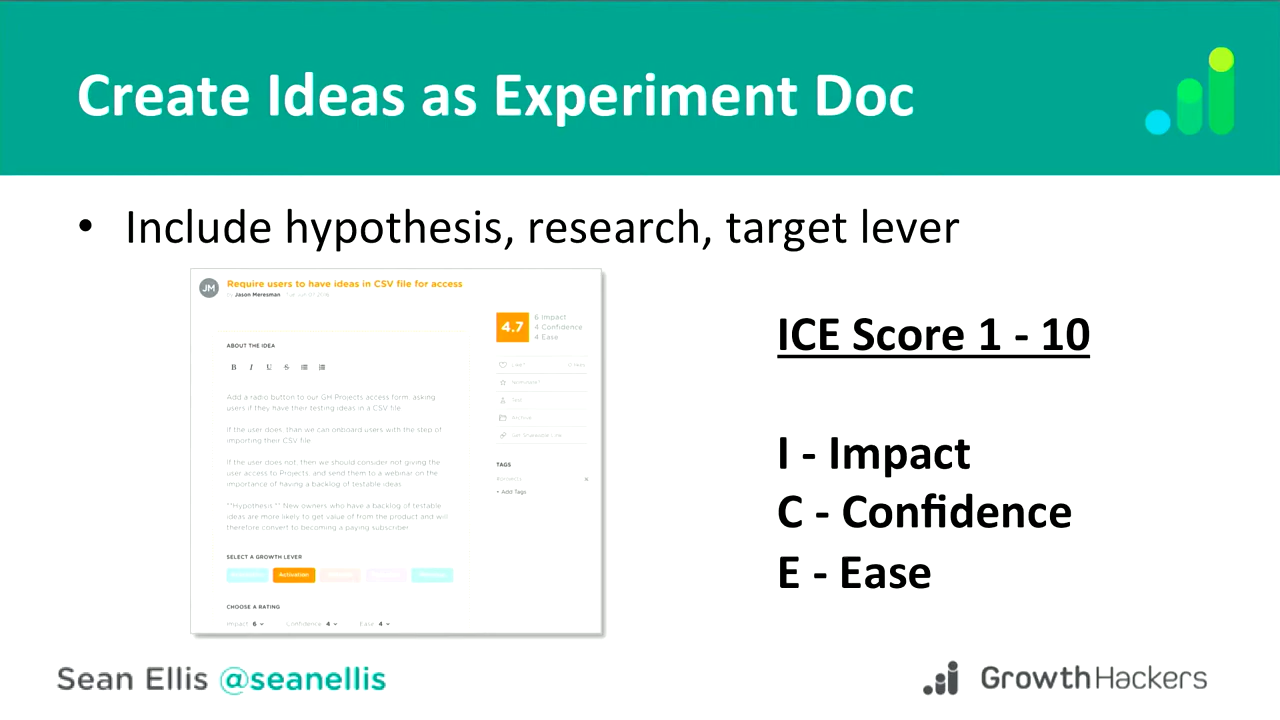 Create Ideas as Experiment Doc
• Include hypothesis, research, target lever
JM
Require users to have ideas in CSV file for access
by Jason Meresman
ABOUT THE IDEA
B I U S
Add a radio button to our GH Projects access form, asking
users if they have their testing ideas in a CSV file.
If the user does, than we can onboard users with the step of
importing their CSV file.
If the user does not, then we should consider not giving the
user access to Projects, and send them to a webinar on the
importance of having a backlog of testable ideas.
**Hypothesis:** New owners who have a backlog of testable
ideas are more likely to get value of from the product and will
therefore convert to becoming a paying subscriber.
SELECT A GROWTH LEVER
Activation
CHOOSE A RATING
Impact 6 Confidence 4 Ease 4
4.7
6 Impact
4 Confidence
4 Ease
Nominate
Test
Archive
Get Shareable Link
TAGS
x
+ Add Tags
ICE Score 1 - 10
I - Impact
C - Confidence
E - Ease
Sean Ellis @seanellis
GrowthHackers